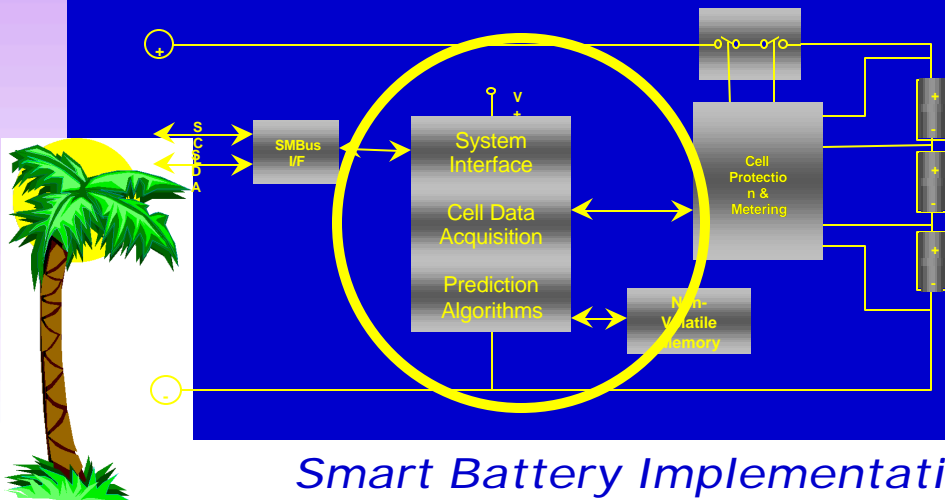 +
S
C
S
D
A
SMBus
I/F
V
+
System
Interface
Cell Data
Acquisition
Prediction
Algorithms
Cell
Protectio
n &
Metering
Non-
Volatile
Memory
+
-
+
-
+
-
-
Smart Battery Implementati